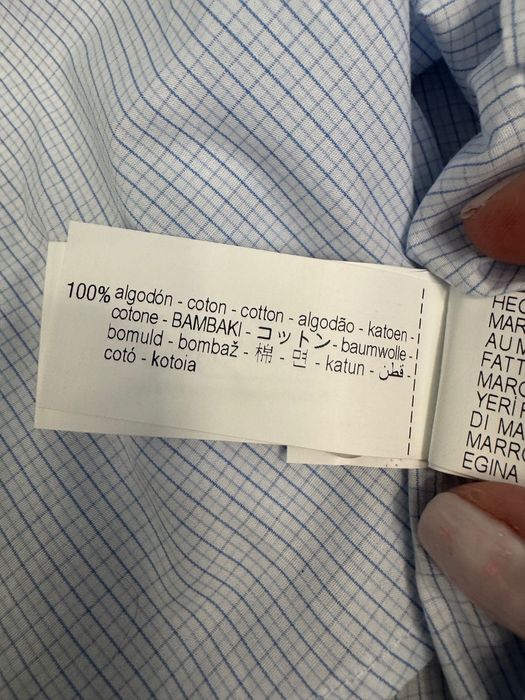 100% algodón - coton - cotton - algodão - katoen -
cotone - BAMBAKI - コットン - baumwolle -
bomuld - bombaž - 棉 - 면 - katun - قطن -
cotó - kotoia
HEC
MAR
AU M
FATT
MARC
YERİ F
DI MA
MARRO
EGINA